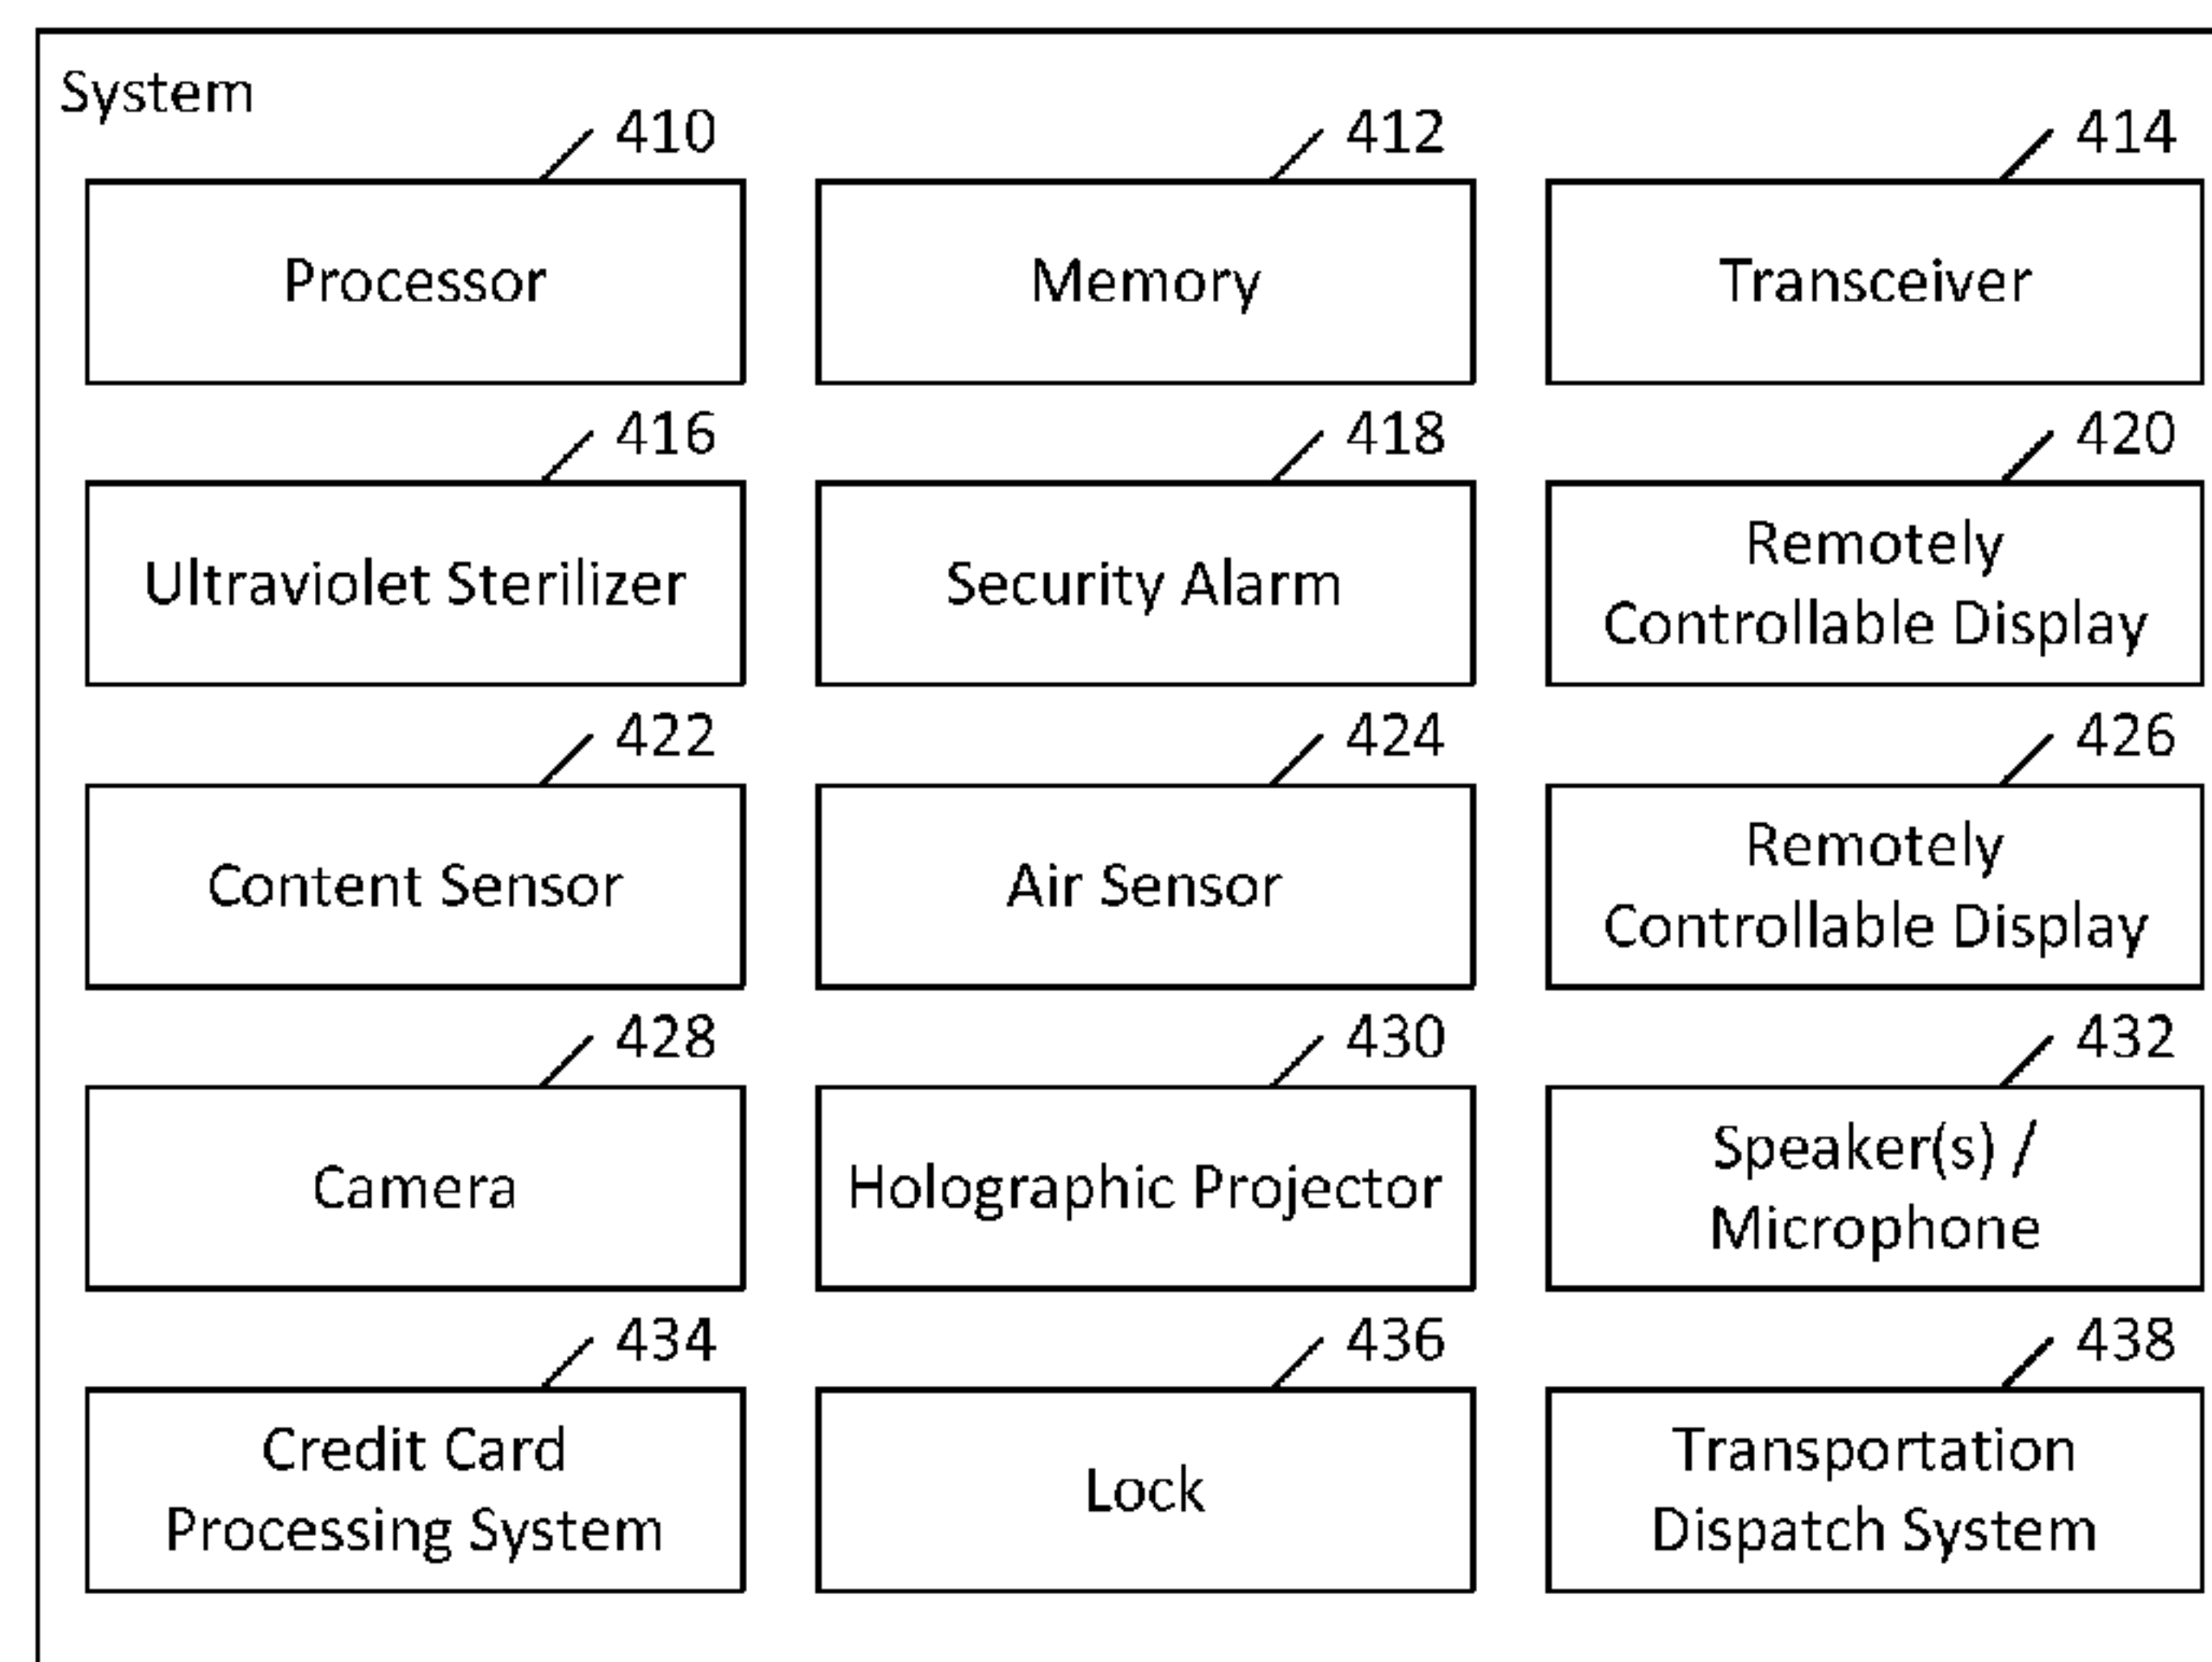 System
410
412
414
Processor
Memory
Transceiver
416
418
420
Ultraviolet Sterilizer
Security Alarm
Remotely
Controllable Display
422
424
426
Content Sensor
Air Sensor
Remotely
Controllable Display
428
430
432
Camera
Holographic Projector
Speaker(s) /
Microphone
434
436
438
Credit Card
Processing System
Lock
Transportation
Dispatch System